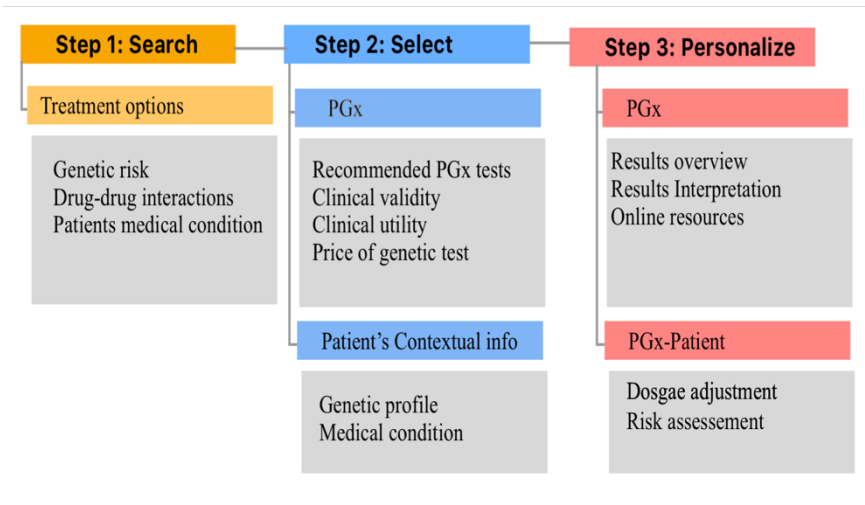 Step 1: Search
Treatment options
Genetic risk
Drug-drug interactions
Patients medical condition
Step 2: Select
PGx
Recommended PGx tests
Clinical validity
Clinical utility
Price of genetic test
Patient’s Contextual info
Genetic profile
Medical condition
Step 3: Personalize
PGx
Results overview
Results Interpretation
Online resources
PGx-Patient
Dosgae adjustment
Risk assessement